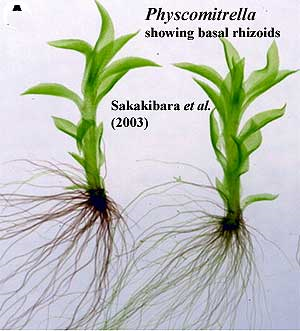 A
Physcomitrella
showing basal rhizoids
Sakakibara et al.
(2003)